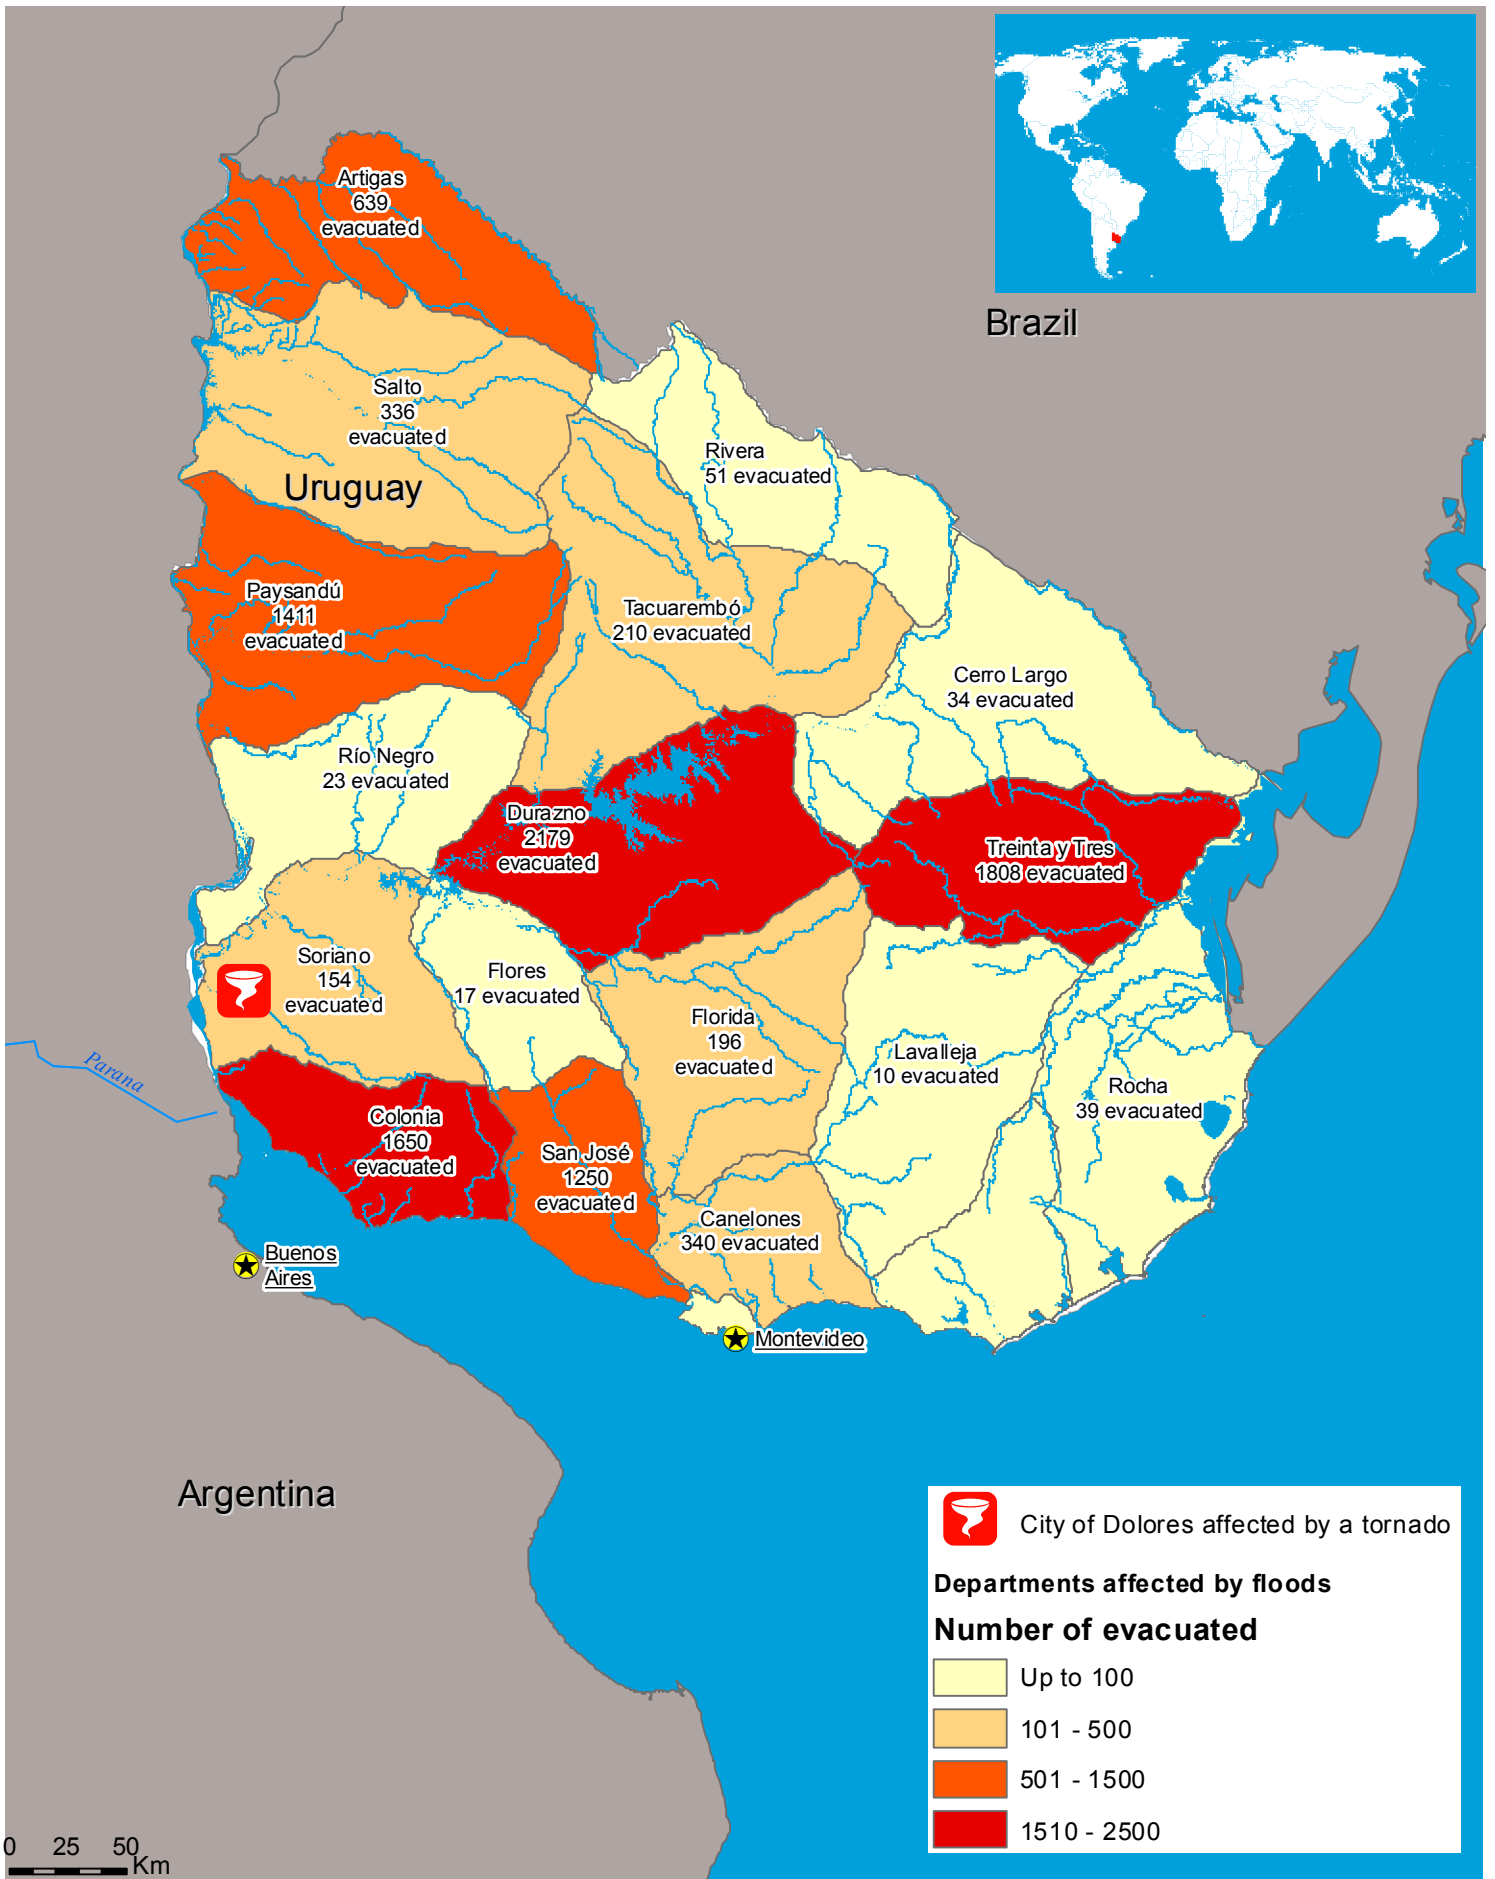 Artigas
639
evacuated
Brazil
Salto
336
evacuated
Uruguay
Rivera
51 evacuated
Paysandú
1411
evacuated
Tacuarembó
210 evacuated
Cerro Largo
34 evacuated
Río Negro
23 evacuated
Durazno
2179
evacuated
Treinta y Tres
1808 evacuated
Soriano
154
evacuated
Flores
17 evacuated
Florida
196
evacuated
Lavalleja
10 evacuated
Rocha
39 evacuated
Parana
Colonia
1650
evacuated
San José
1250
evacuated
Canelones
340 evacuated
Buenos
Aires
Montevideo
Argentina
City of Dolores affected by a tornado
Departments affected by floods
Number of evacuated
Up to 100
101 - 500
501 - 1500
1510 - 2500
0 25 50
Km